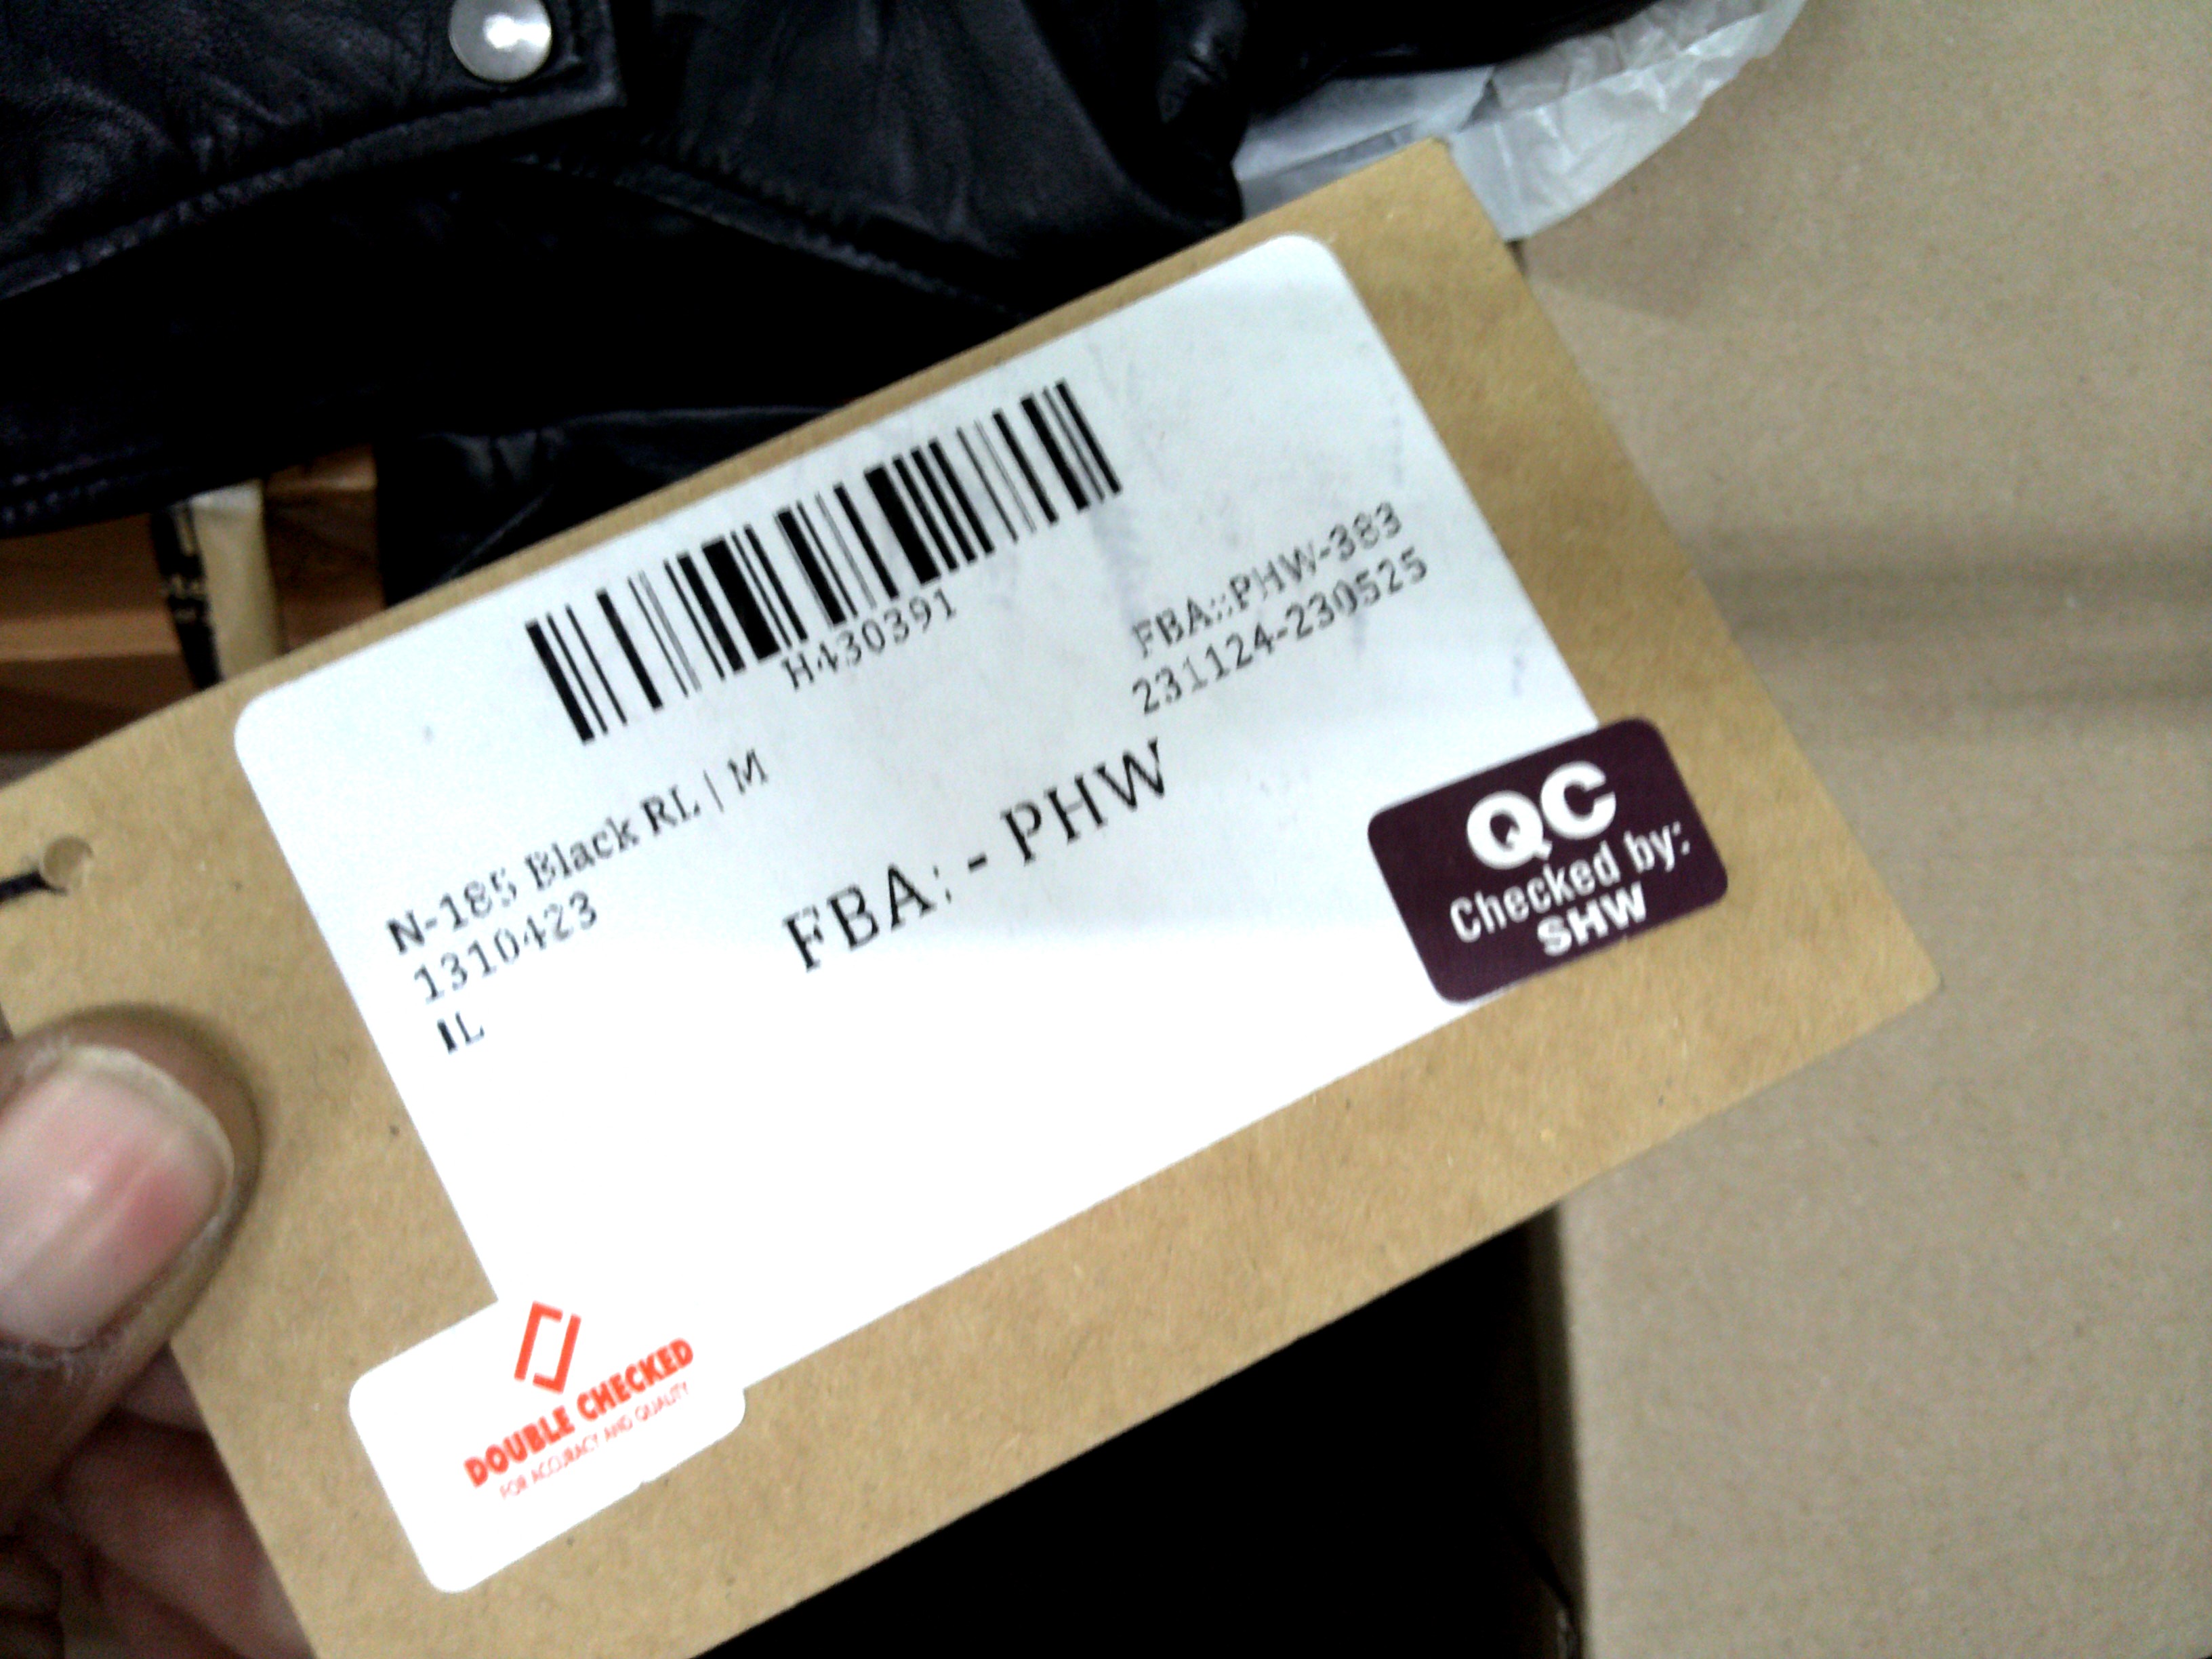 H430391
FBA::PHW-383
231124-230525
N-185 Black RL | M
1310423
IL
FBA: - PHW
QC
Checked by:
SHW
DOUBLE CHECKED
FOR ACCURACY AND QUALITY